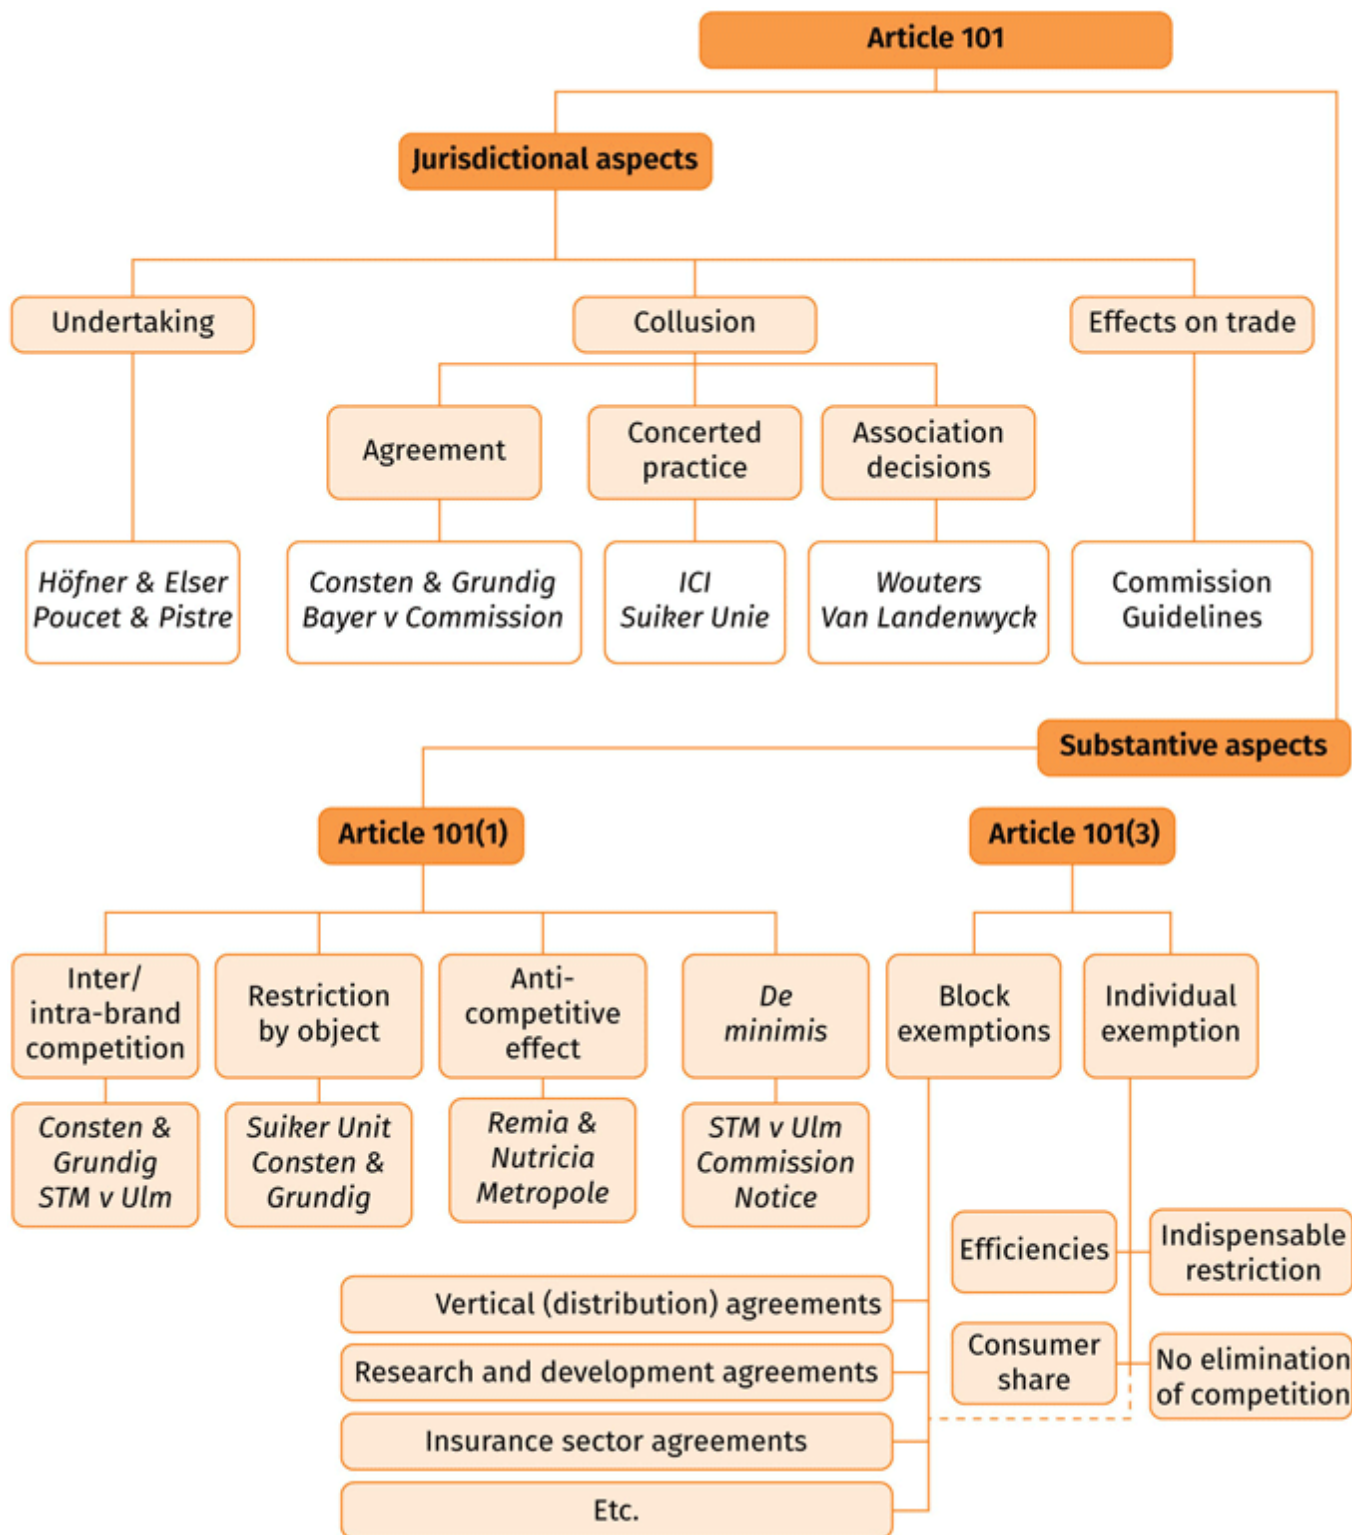 Article 101
Jurisdictional aspects
Undertaking
Collusion
Effects on trade
Agreement
Concerted
practice
Association
decisions
Höfner & Elser
Poucet & Pistre
Consten & Grundig
Bayer v Commission
ICI
Suiker Unie
Wouters
Van Landenwyck
Commission
Guidelines
Substantive aspects
Article 101(1)
Article 101(3)
Inter/
intra-brand
competition
Restriction
by object
Anti-
competitive
effect
De
minimis
Block
exemptions
Individual
exemption
Consten &
Grundig
STM v Ulm
Suiker Unit
Consten &
Grundig
Remia &
Nutricia
Metropole
STM v Ulm
Commission
Notice
Efficiencies
Indispensable
restriction
Consumer
share
No elimination
of competition
Vertical (distribution) agreements
Research and development agreements
Insurance sector agreements
Etc.